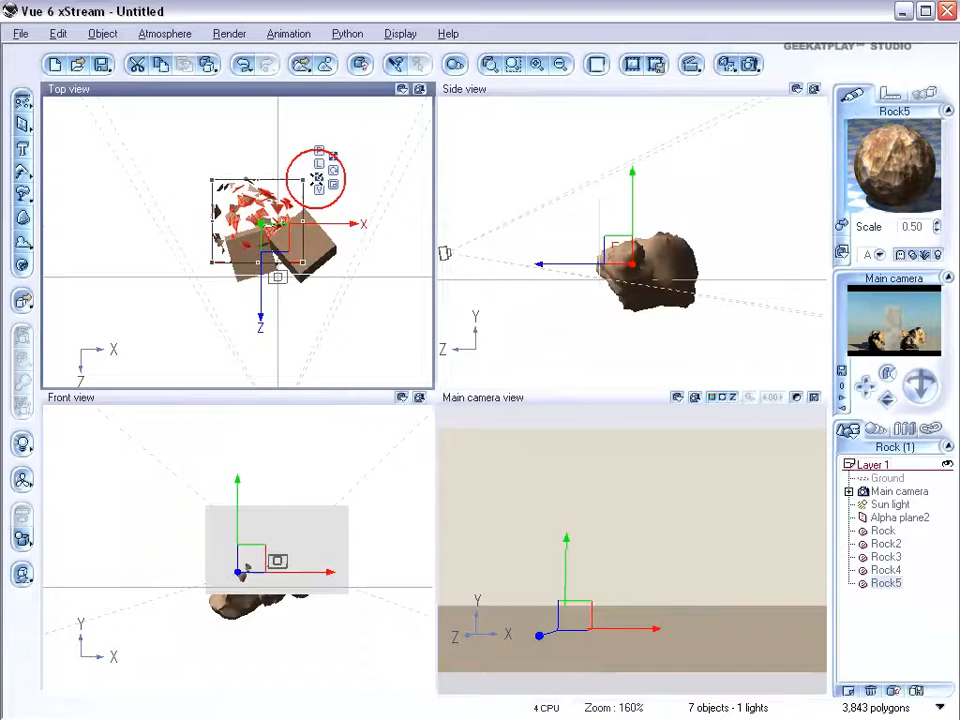 Vue 6 xStream - Untitled
File Edit Object Atmosphere Render Animation Python Display Help
GEEKATPLAY™ STUDIO
Top view
Side view
Rock5
Scale 0.50
A
Main camera
X
Z
X
Z
Y
Z
Front view
Main camera view
Rock (1)
Layer 1
Ground
Main camera
Sun light
Alpha plane2
Rock
Rock2
Rock3
Rock4
Rock5
Y
X
Y
Z X
4 CPU Zoom : 160% 7 objects - 1 lights 3,843 polygons